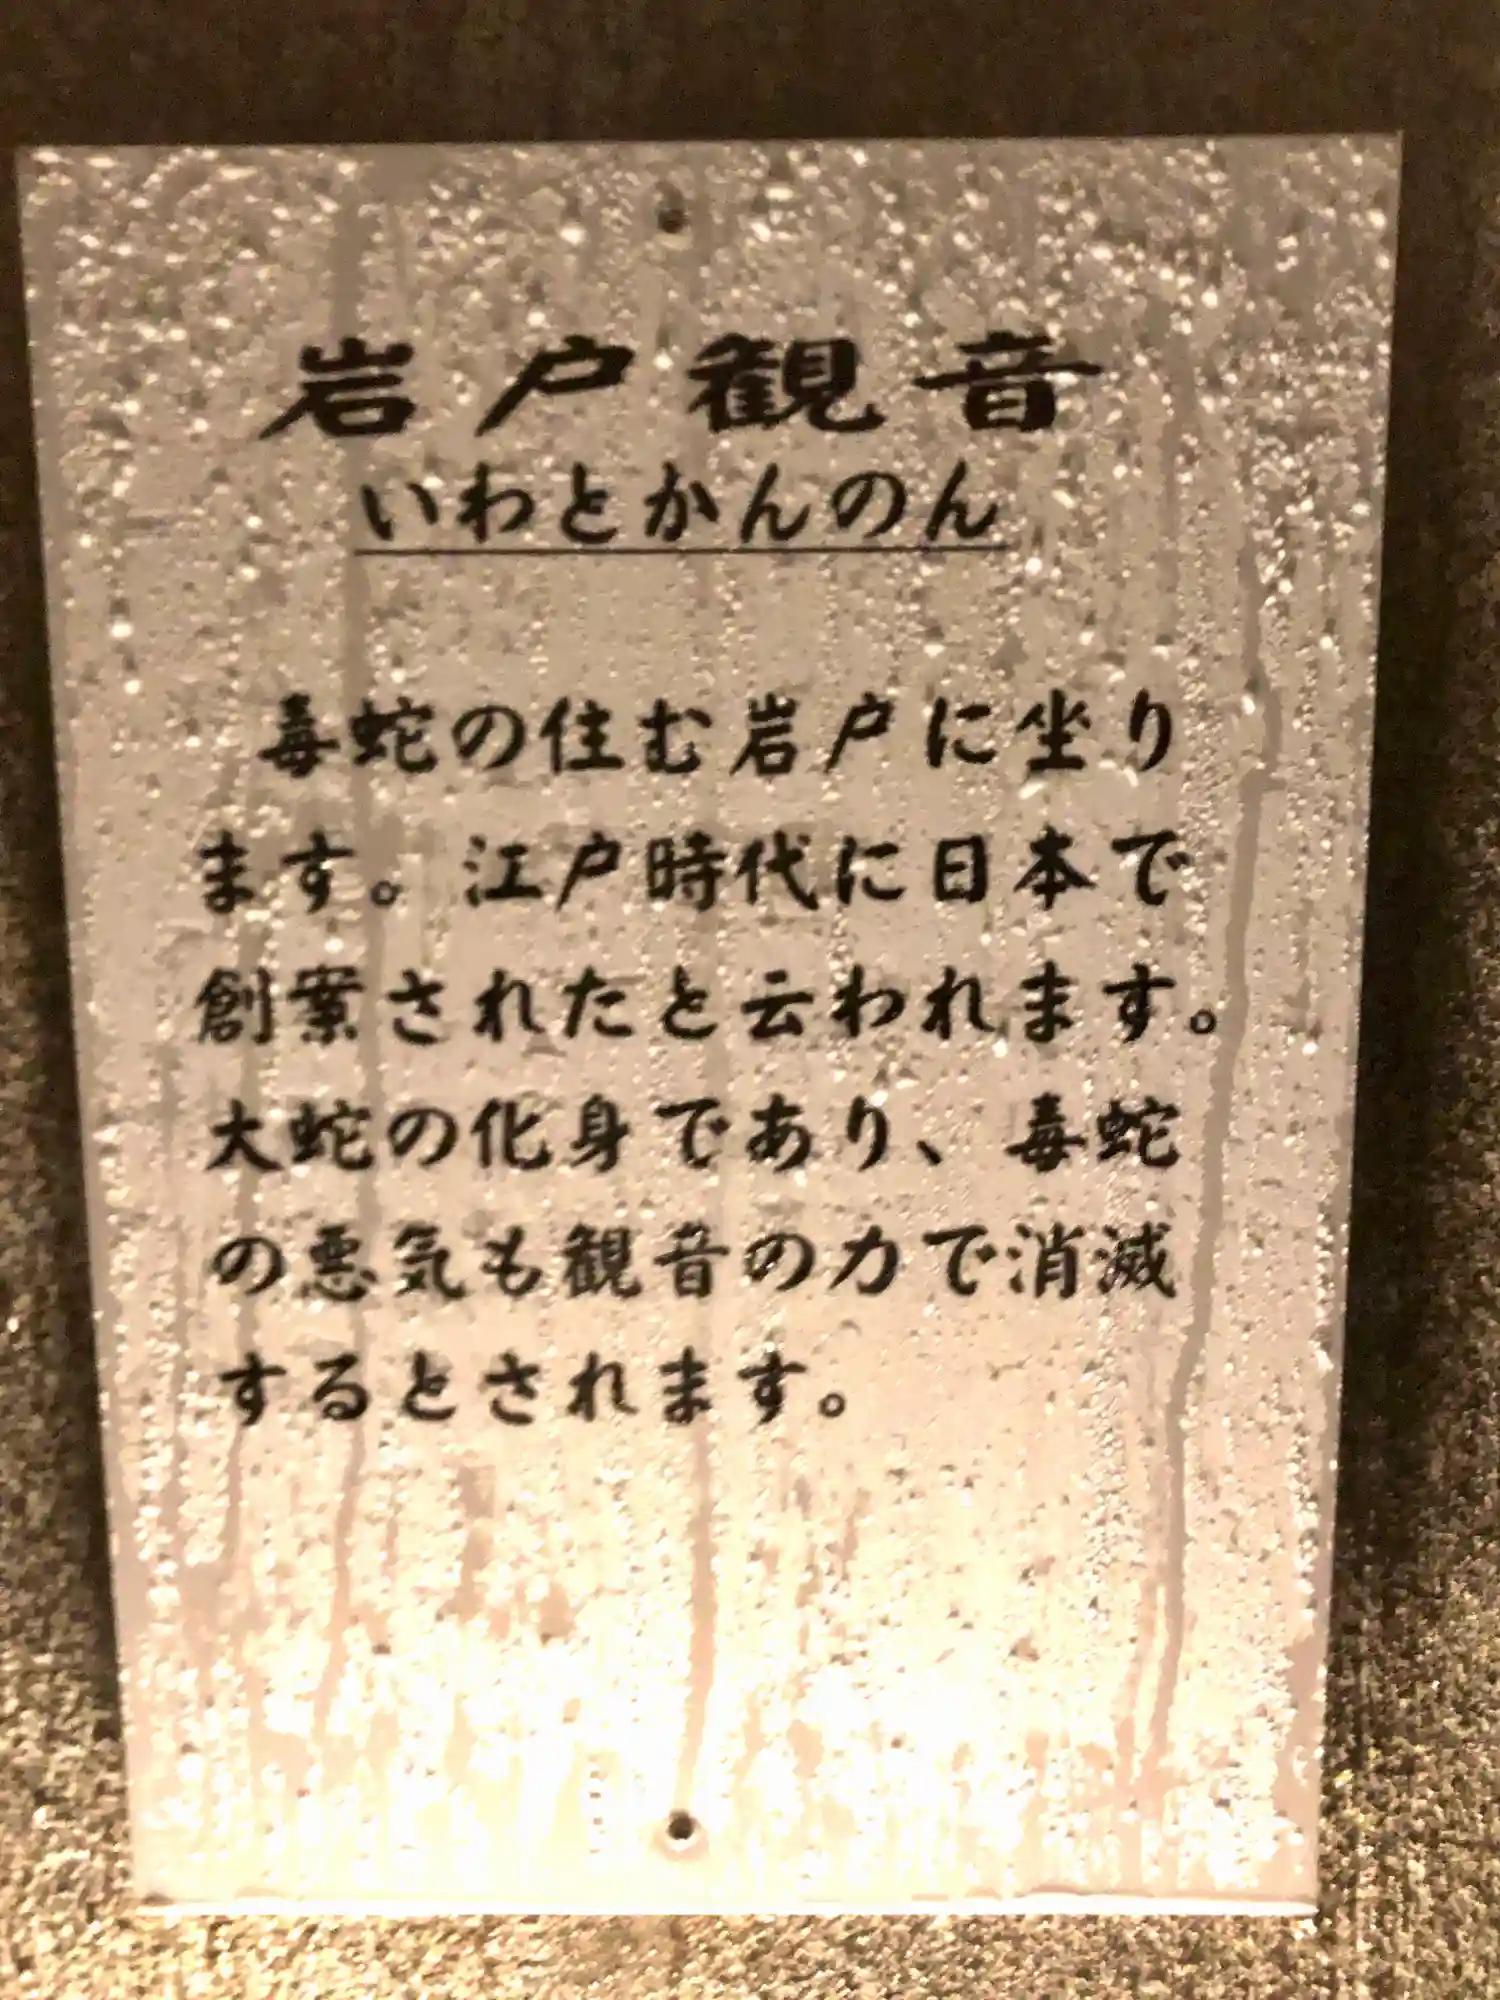 岩戸観音
いわとかんのん
毒蛇の住む岩戸に坐り
ます。江戸時代に日本で
創案されたと云われます。
大蛇の化身であり、毒蛇
の悪気も観音の力で消滅
するとされます。